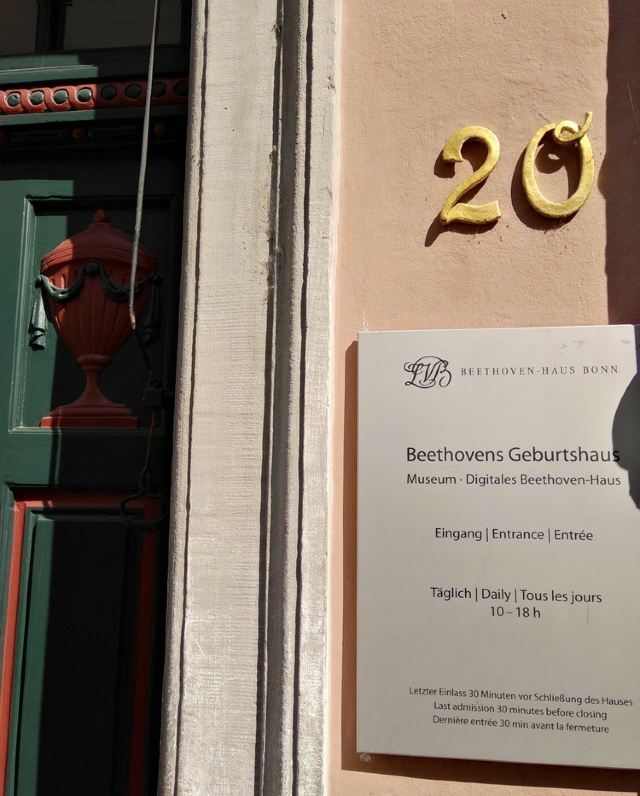 20
LVB BEETHOVEN-HAUS BONN
Beethovens Geburtshaus
Museum · Digitales Beethoven-Haus
Eingang | Entrance | Entrée
Täglich | Daily | Tous les jours
10 – 18 h
Letzter Einlass 30 Minuten vor Schließung des Hauses
Last admission 30 minutes before closing
Dernière entrée 30 min avant la fermeture